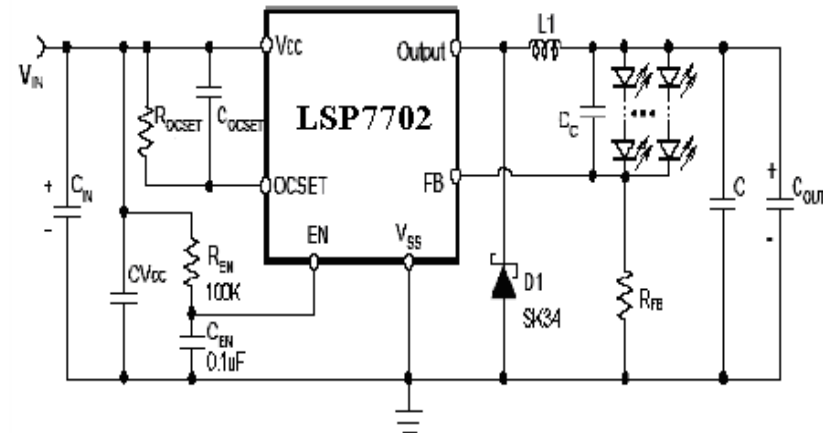 VIN
CIN
+
-
ROCSET
COCSET
CVcc
REN
100K
CEN
0.1uF
Vcc
OCSET
EN
VSS
FB
Output
LSP7702
L1
D1
SK34
...
RFB
C
+
COUT
-